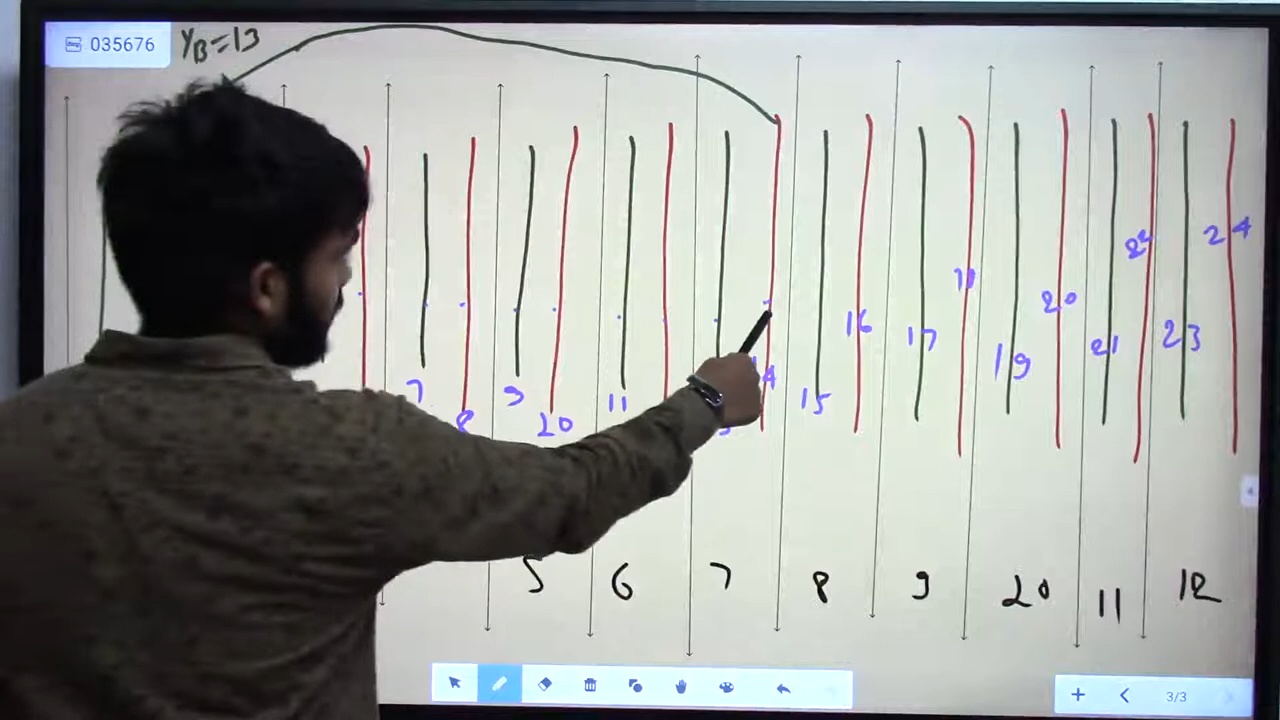 035676
YB=13
7 8 9 20 11 14 15 16 17 19 20 21 22 23 24
5 6 7 8 9 20 11 12
3/3